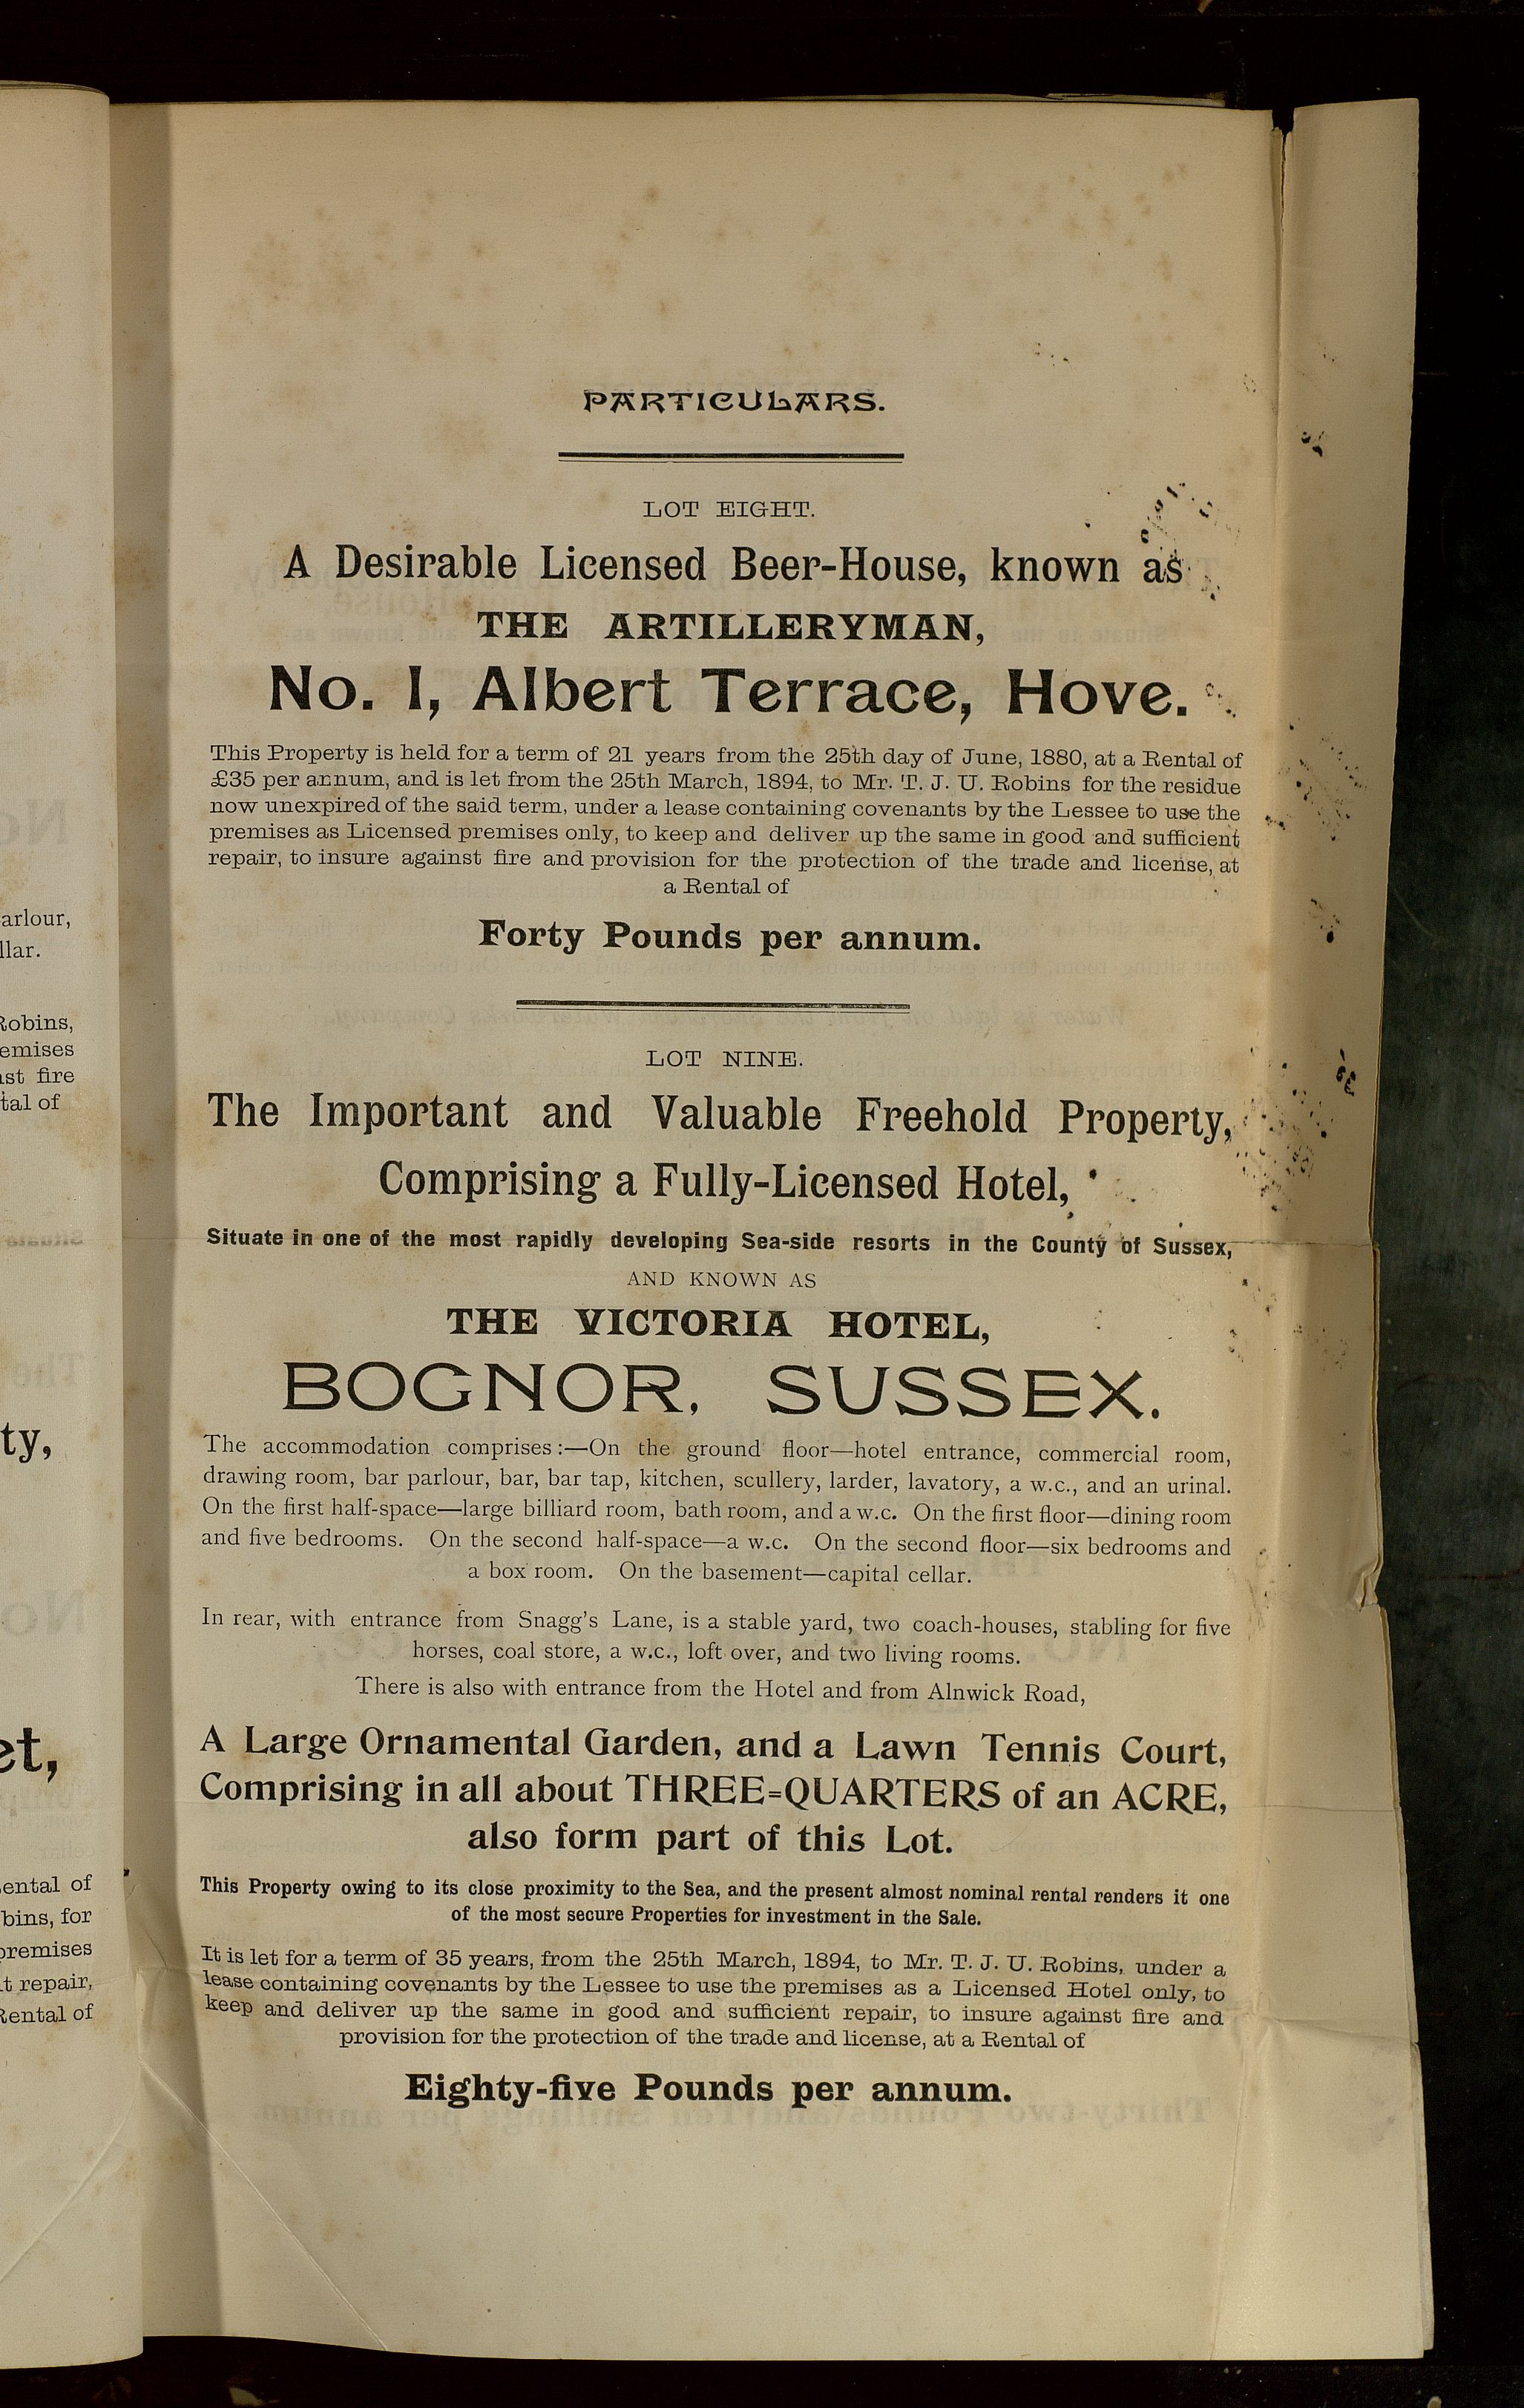 PARTICULARS.
LOT EIGHT.
A Desirable Licensed Beer-House, known as
THE ARTILLERYMAN,
No. 1, Albert Terrace, Hove.
This Property is held for a term of 21 years from the 25th day of June, 1880, at a Rental of
£35 per annum, and is let from the 25th March, 1894, to Mr. T. J. U. Robins for the residue
now unexpired of the said term, under a lease containing covenants by the Lessee to use the
premises as Licensed premises only, to keep and deliver up the same in good and sufficient
repair, to insure against fire and provision for the protection of the trade and license, at
a Rental of
Forty Pounds per annum.
LOT NINE.
The Important and Valuable Freehold Property,
Comprising a Fully-Licensed Hotel,
Situate in one of the most rapidly developing Sea-side resorts in the County of Sussex,
AND KNOWN AS
THE VICTORIA HOTEL,
BOGNOR, SUSSEX.
The accommodation comprises:—On the ground floor—hotel entrance, commercial room,
drawing room, bar parlour, bar, bar tap, kitchen, scullery, larder, lavatory, a w.c., and an urinal.
On the first half-space—large billiard room, bath room, and a w.c. On the first floor—dining room
and five bedrooms. On the second half-space—a w.c. On the second floor—six bedrooms and
a box room. On the basement—capital cellar.
In rear, with entrance from Snagg's Lane, is a stable yard, two coach-houses, stabling for five
horses, coal store, a w.c., loft over, and two living rooms.
There is also with entrance from the Hotel and from Alnwick Road,
A Large Ornamental Garden, and a Lawn Tennis Court,
Comprising in all about THREE=QUARTERS of an ACRE,
also form part of this Lot.
This Property owing to its close proximity to the Sea, and the present almost nominal rental renders it one
of the most secure Properties for investment in the Sale.
It is let for a term of 35 years, from the 25th March, 1894, to Mr. T. J. U. Robins, under a
lease containing covenants by the Lessee to use the premises as a Licensed Hotel only, to
keep and deliver up the same in good and sufficient repair, to insure against fire and
provision for the protection of the trade and license, at a Rental of
Eighty-five Pounds per annum.